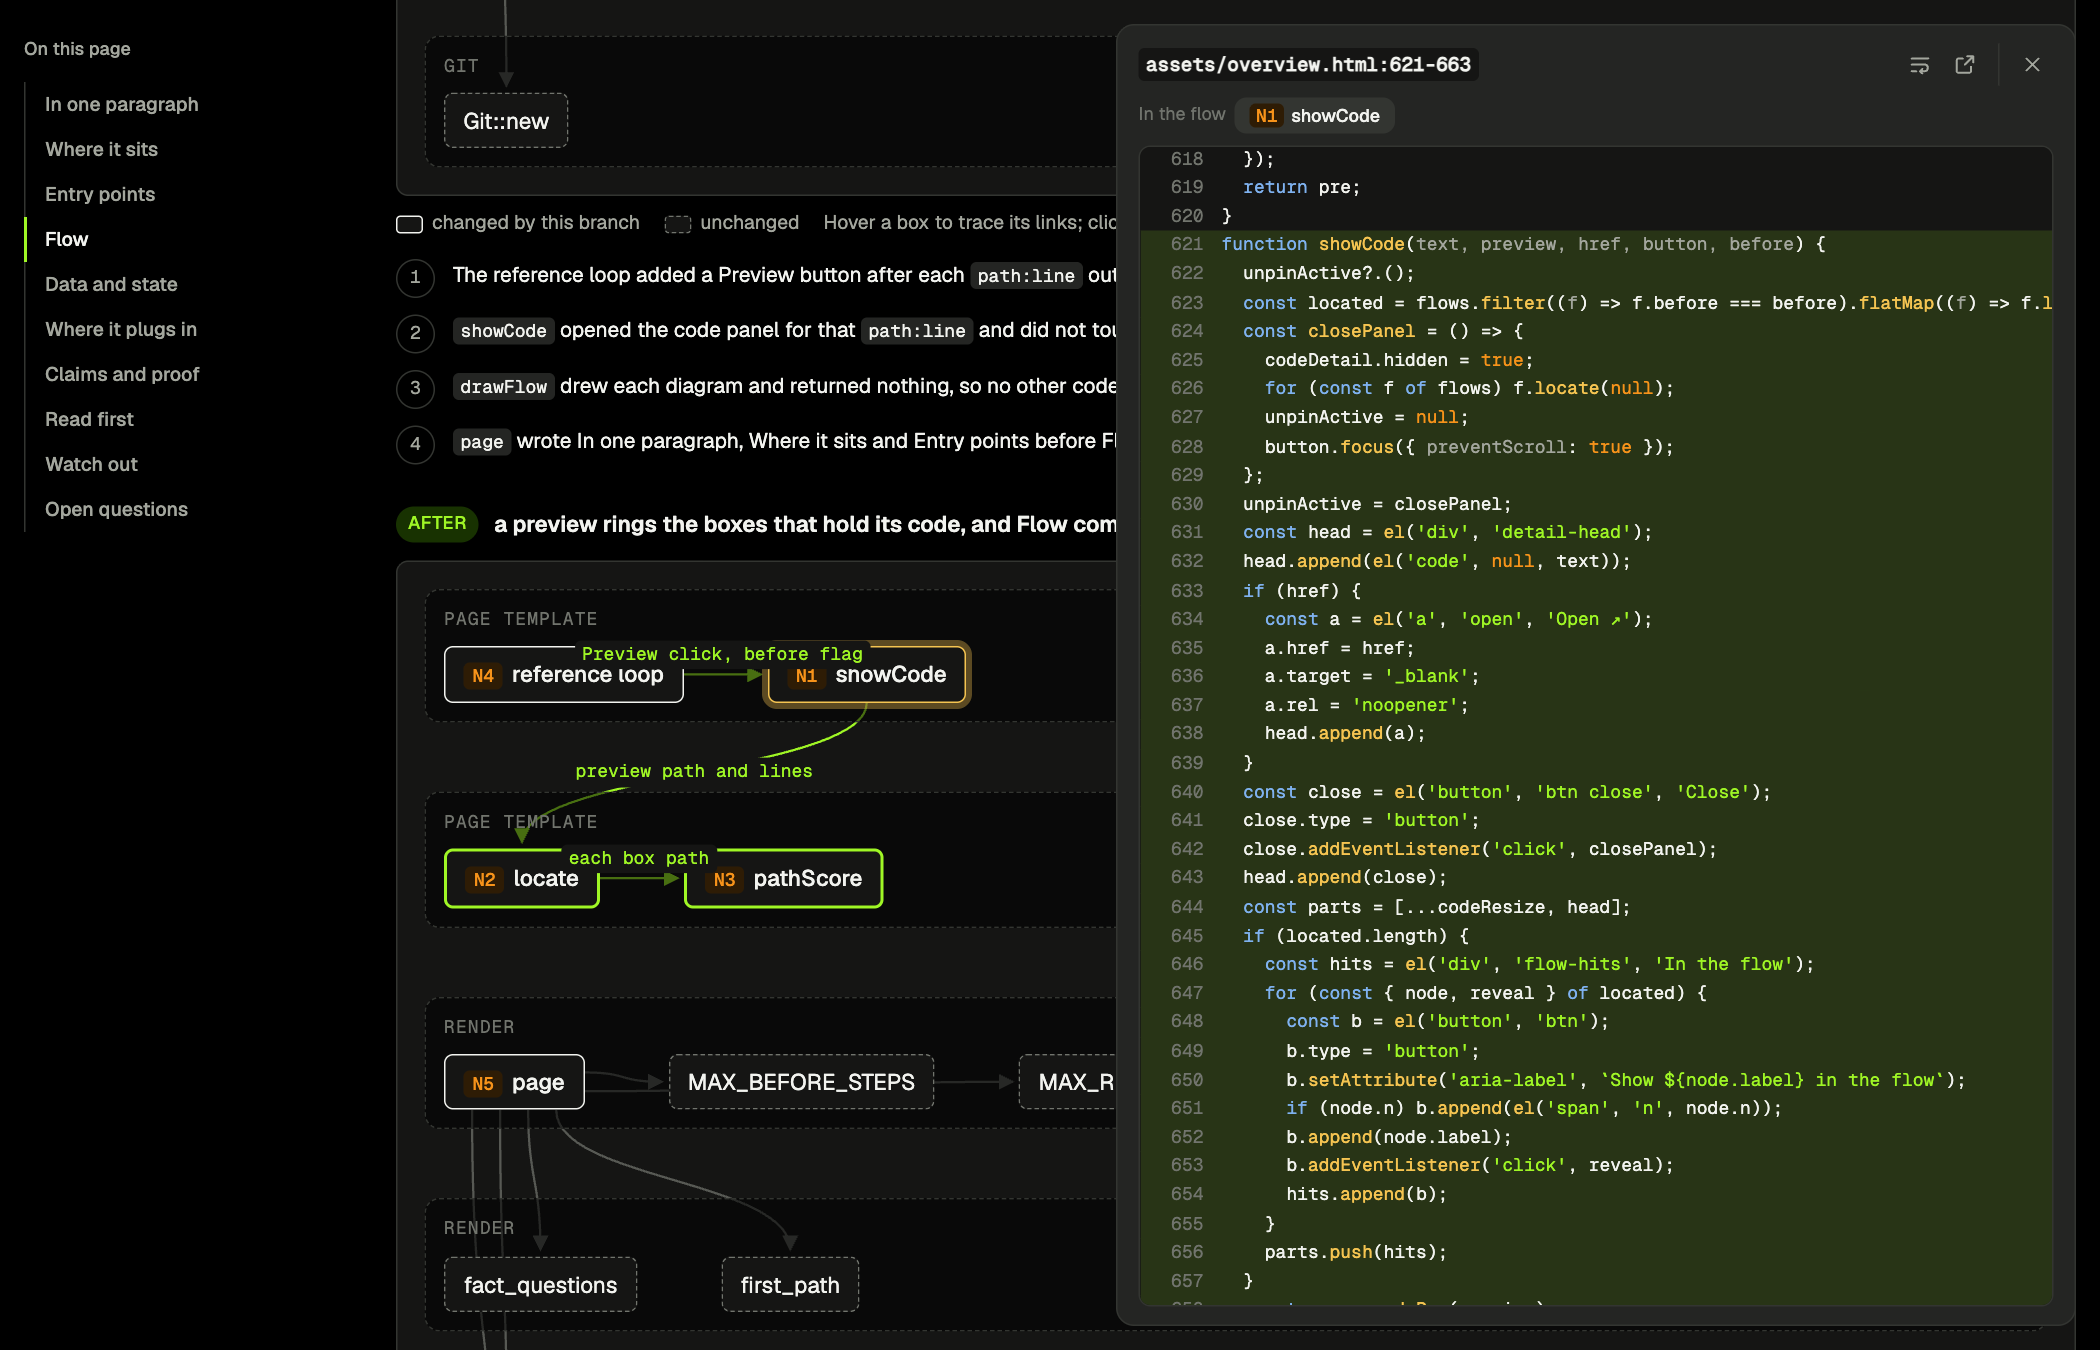 On this page
In one paragraph
Where it sits
Entry points
Flow
Data and state
Where it plugs in
Claims and proof
Read first
Watch out
Open questions
GIT
Git::new
changed by this branch
unchanged
Hover a box to trace its links; clic
1 The reference loop added a Preview button after each path:line out
2 showCode opened the code panel for that path:line and did not tou
3 drawFlow drew each diagram and returned nothing, so no other code
4 page wrote In one paragraph, Where it sits and Entry points before Fl
AFTER a preview rings the boxes that hold its code, and Flow com
PAGE TEMPLATE
Preview click, before flag
N4 reference loop
N1 showCode
preview path and lines
PAGE TEMPLATE
each box path
N2 locate
N3 pathScore
RENDER
N5 page
MAX_BEFORE_STEPS
MAX_R
RENDER
fact_questions
first_path
assets/overview.html:621-663
In the flow N1 showCode
618 });
619 return pre;
620 }
621 function showCode(text, preview, href, button, before) {
622 unpinActive?.();
623 const located = flows.filter((f) => f.before === before).flatMap((f) => f.l
624 const closePanel = () => {
625 codeDetail.hidden = true;
626 for (const f of flows) f.locate(null);
627 unpinActive = null;
628 button.focus({ preventScroll: true });
629 };
630 unpinActive = closePanel;
631 const head = el('div', 'detail-head');
632 head.append(el('code', null, text));
633 if (href) {
634 const a = el('a', 'open', 'Open ↗');
635 a.href = href;
636 a.target = '_blank';
637 a.rel = 'noopener';
638 head.append(a);
639 }
640 const close = el('button', 'btn close', 'Close');
641 close.type = 'button';
642 close.addEventListener('click', closePanel);
643 head.append(close);
644 const parts = [...codeResize, head];
645 if (located.length) {
646 const hits = el('div', 'flow-hits', 'In the flow');
647 for (const { node, reveal } of located) {
648 const b = el('button', 'btn');
649 b.type = 'button';
650 b.setAttribute('aria-label', `Show ${node.label} in the flow`);
651 if (node.n) b.append(el('span', 'n', node.n));
652 b.append(node.label);
653 b.addEventListener('click', reveal);
654 hits.append(b);
655 }
656 parts.push(hits);
657 }